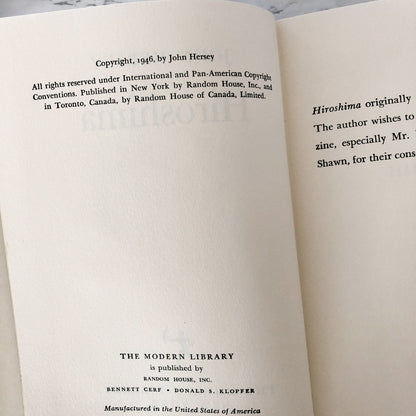 Copyright, 1946, by John Hersey
All rights reserved under International and Pan-American Copyright
Conventions. Published in New York by Random House, Inc., and
in Toronto, Canada, by Random House of Canada, Limited.
THE MODERN LIBRARY
is published by
RANDOM HOUSE, INC.
BENNETT CERF • DONALD S. KLOPFER
Manufactured in the United States of America
Hiroshima originally
The author wishes to
zine, especially Mr.
Shawn, for their cons